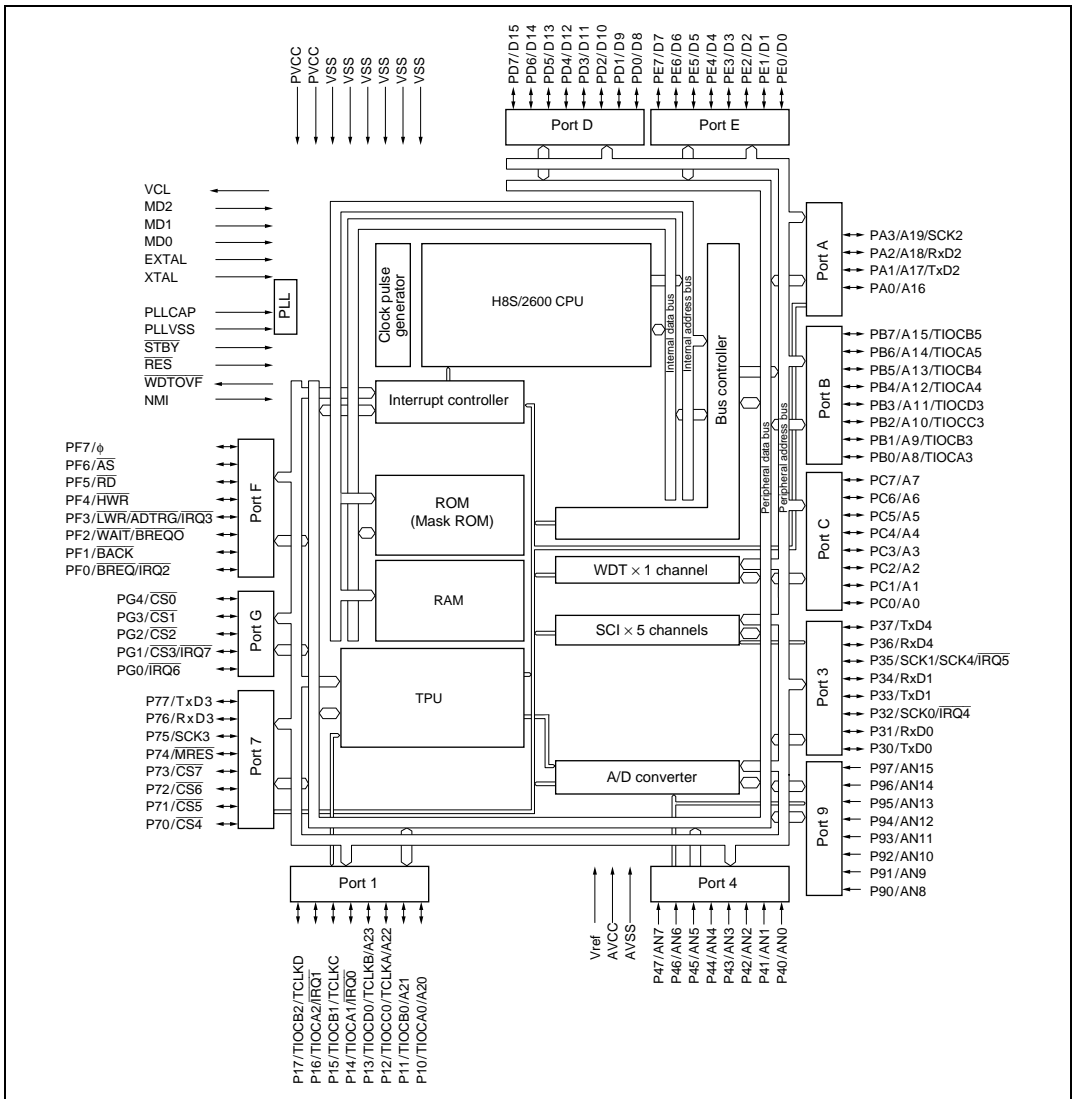 PVCC
PVCC
VSS
VSS
VSS
VSS
VSS
VSS
PD7/D15
PD6/D14
PD5/D13
PD4/D12
PD3/D11
PD2/D10
PD1/D9
PD0/D8
PE7/D7
PE6/D6
PE5/D5
PE4/D4
PE3/D3
PE2/D2
PE1/D1
PE0/D0
Port D
Port E
VCL
MD2
MD1
MD0
EXTAL
XTAL
PLLCAP
PLLVSS
STBY
RES
WDTOVF
NMI
PLL
Clock pulse
generator
H8S/2600 CPU
Internal data bus
Internal address bus
Bus controller
Peripheral data bus
Peripheral address bus
Interrupt controller
ROM
(Mask ROM)
RAM
TPU
WDT × 1 channel
SCI × 5 channels
A/D converter
Port A
PA3/A19/SCK2
PA2/A18/RxD2
PA1/A17/TxD2
PA0/A16
Port B
PB7/A15/TIOCB5
PB6/A14/TIOCA5
PB5/A13/TIOCB4
PB4/A12/TIOCA4
PB3/A11/TIOCD3
PB2/A10/TIOCC3
PB1/A9/TIOCB3
PB0/A8/TIOCA3
Port C
PC7/A7
PC6/A6
PC5/A5
PC4/A4
PC3/A3
PC2/A2
PC1/A1
PC0/A0
Port 3
P37/TxD4
P36/RxD4
P35/SCK1/SCK4/IRQ5
P34/RxD1
P33/TxD1
P32/SCK0/IRQ4
P31/RxD0
P30/TxD0
Port 9
P97/AN15
P96/AN14
P95/AN13
P94/AN12
P93/AN11
P92/AN10
P91/AN9
P90/AN8
PF7/φ
PF6/AS
PF5/RD
PF4/HWR
PF3/LWR/ADTRG/IRQ3
PF2/WAIT/BREQO
PF1/BACK
PF0/BREQ/IRQ2
Port F
PG4/CS0
PG3/CS1
PG2/CS2
PG1/CS3/IRQ7
PG0/IRQ6
Port G
P77/TxD3
P76/RxD3
P75/SCK3
P74/MRES
P73/CS7
P72/CS6
P71/CS5
P70/CS4
Port 7
Port 1
P17/TIOCB2/TCLKD
P16/TIOCA2/IRQ1
P15/TIOCB1/TCLKC
P14/TIOCA1/IRQ0
P13/TIOCD0/TCLKB/A23
P12/TIOCC0/TCLKA/A22
P11/TIOCB0/A21
P10/TIOCA0/A20
Vref
AVCC
AVSS
Port 4
P47/AN7
P46/AN6
P45/AN5
P44/AN4
P43/AN3
P42/AN2
P41/AN1
P40/AN0